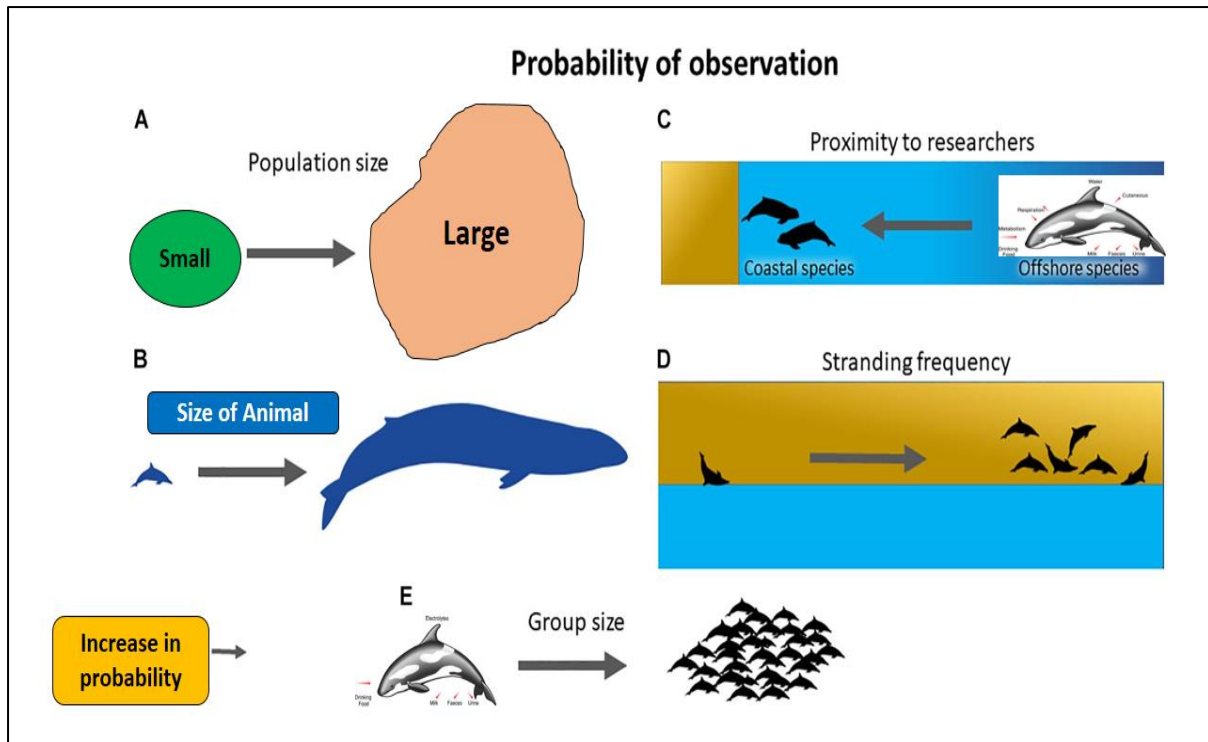 Probability of observation
A
Population size
Small
Large
B
Size of Animal
C
Proximity to researchers
Water
Cutaneous
Respiration
Metabolism
Drinking
Food
Milk Faeces Urine
Coastal species
Offshore species
D
Stranding frequency
Increase in
probability
E
Electrolytes
Drinking
Food
Milk Faeces Urine
Group size